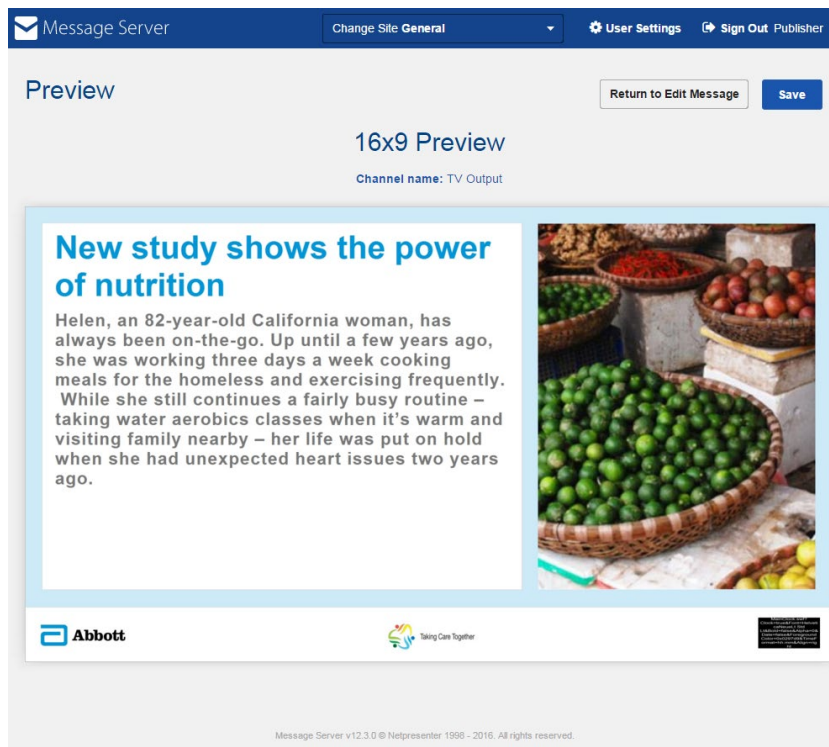 Message Server
Change Site General
User Settings
Sign Out Publisher
Preview
Return to Edit Message
Save
16x9 Preview
Channel name: TV Output
New study shows the power
of nutrition
Helen, an 82-year-old California woman, has
always been on-the-go. Up until a few years ago,
she was working three days a week cooking
meals for the homeless and exercising frequently.
While she still continues a fairly busy routine –
taking water aerobics classes when it's warm and
visiting family nearby – her life was put on hold
when she had unexpected heart issues two years
ago.
Abbott
Taking Care Together
Message Server v12.3.0 © Netpresenter 1998 - 2016. All rights reserved.